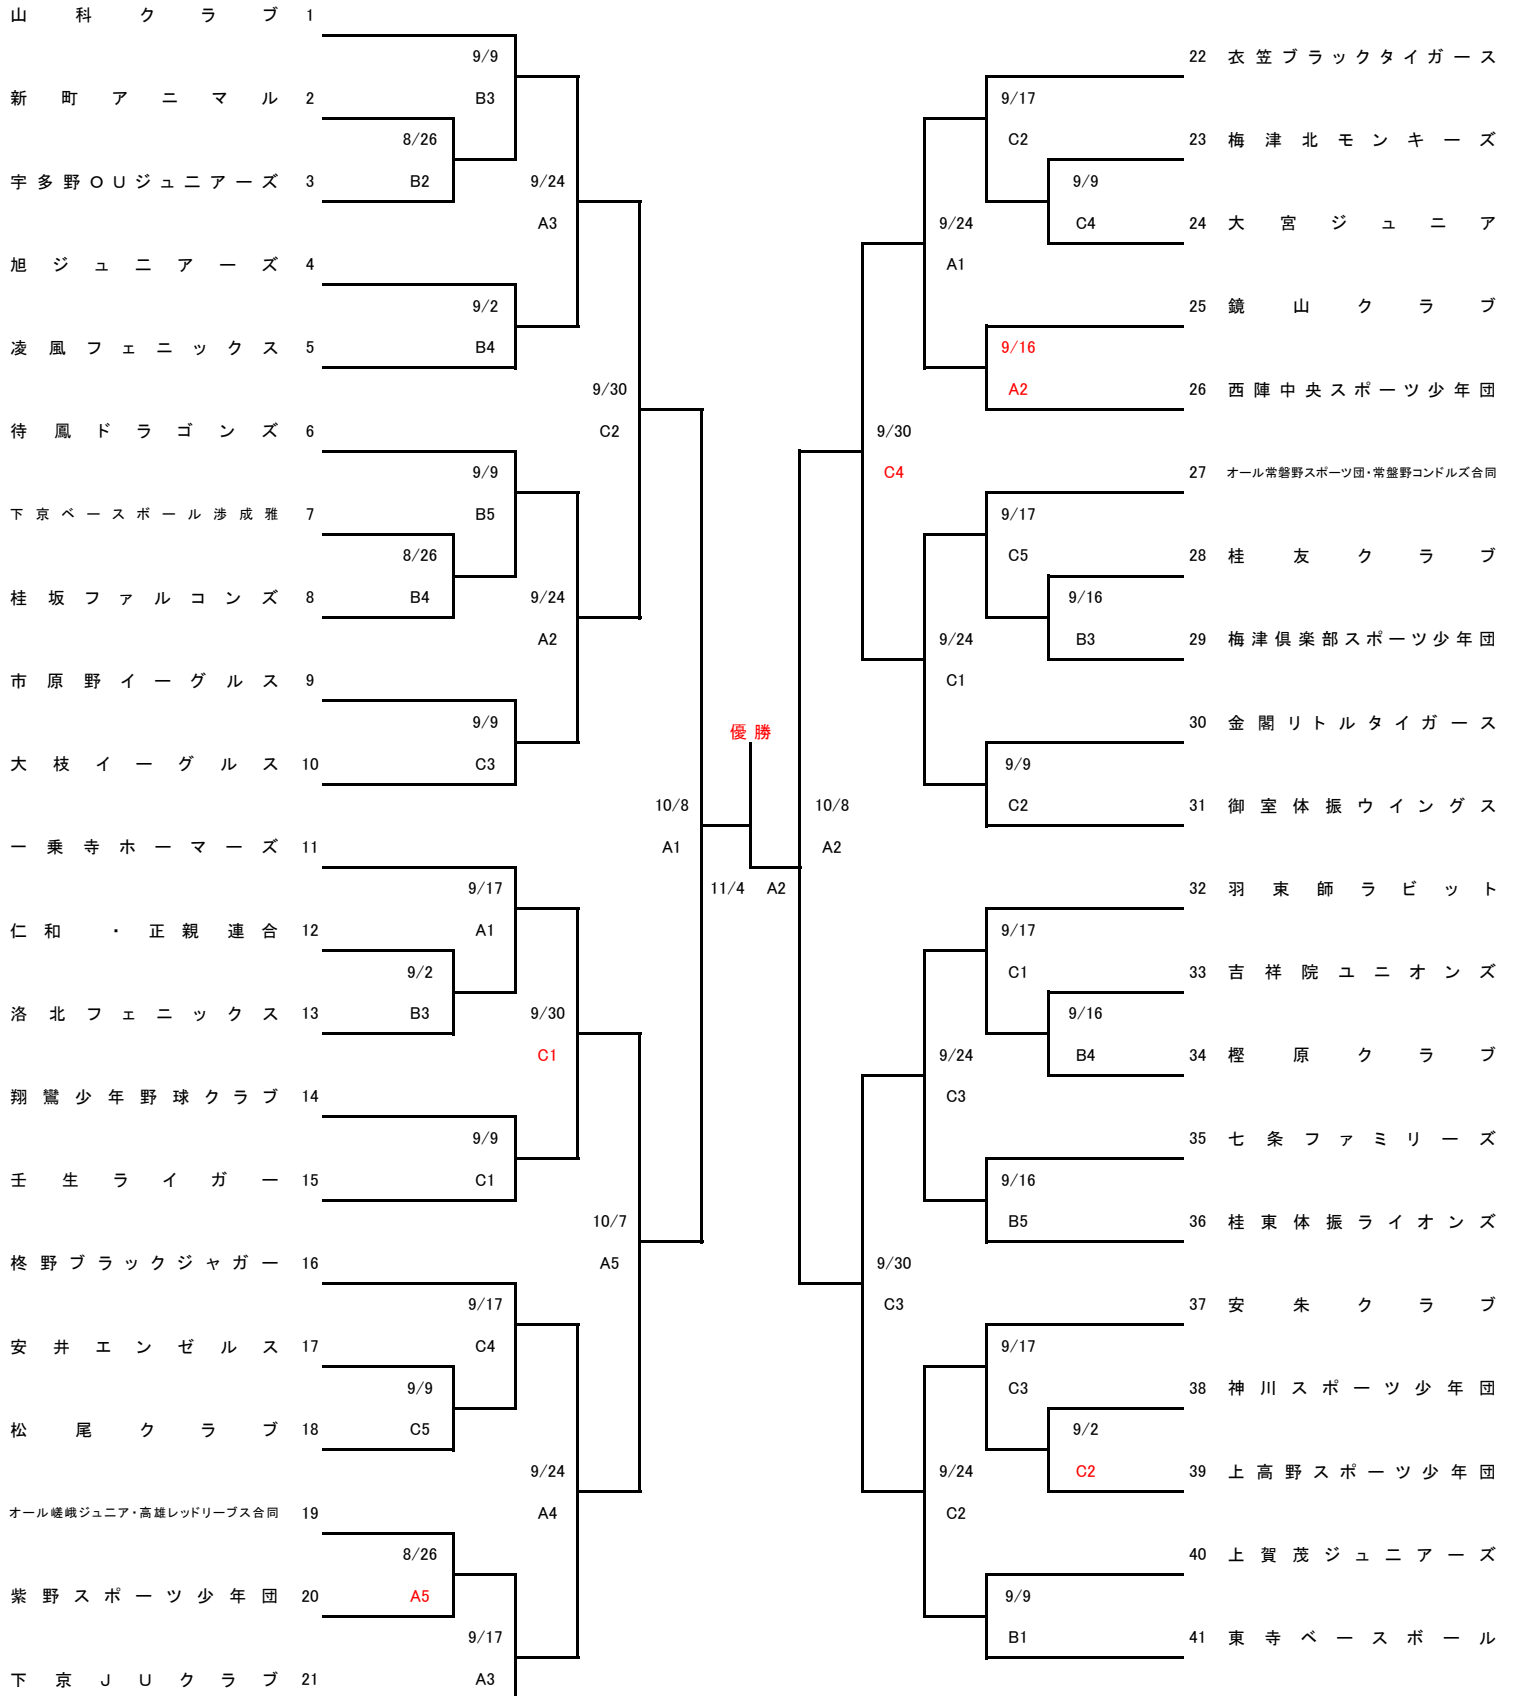 山科クラブ 1
9/9
新町アニマル 2
B3
8/26
宇多野OUジュニアーズ 3
B2
9/24
A3
旭ジュニアーズ 4
9/2
凌風フェニックス 5
B4
9/30
待鳳ドラゴンズ 6
C2
9/9
下京ベースボール渉成雅 7
B5
8/26
桂坂ファルコンズ 8
B4
9/24
A2
市原野イーグルス 9
9/9
大枝イーグルス 10
C3
10/8
一乗寺ホーマーズ 11
A1
9/17
仁和・正親連合 12
A1
9/2
洛北フェニックス 13
B3
9/30
C1
翔鸞少年野球クラブ 14
9/9
壬生ライガー 15
C1
10/7
柊野ブラックジャガー 16
A5
9/17
安井エンゼルス 17
C4
9/9
松尾クラブ 18
C5
9/24
オール嵯峨ジュニア・高雄レッドリーブス合同 19
A4
8/26
紫野スポーツ少年団 20
A5
9/17
下京JUクラブ 21
A3
優勝
11/4 A2
22 衣笠ブラックタイガース
9/17
C2
23 梅津北モンキーズ
9/9
C4
24 大宮ジュニア
9/24
A1
25 鏡山クラブ
9/16
A2
26 西陣中央スポーツ少年団
9/30
C4
27 オール常磐野スポーツ団・常盤野コンドルズ合同
9/17
C5
28 桂友クラブ
9/16
B3
29 梅津倶楽部スポーツ少年団
9/24
C1
30 金閣リトルタイガース
9/9
C2
31 御室体振ウイングス
10/8
A2
32 羽束師ラビット
9/17
C1
33 吉祥院ユニオンズ
9/16
B4
34 樫原クラブ
9/24
C3
35 七条ファミリーズ
9/16
B5
36 桂東体振ライオンズ
9/30
C3
37 安朱クラブ
9/17
C3
38 神川スポーツ少年団
9/2
C2
39 上高野スポーツ少年団
9/24
C2
40 上賀茂ジュニアーズ
9/9
B1
41 東寺ベースボール